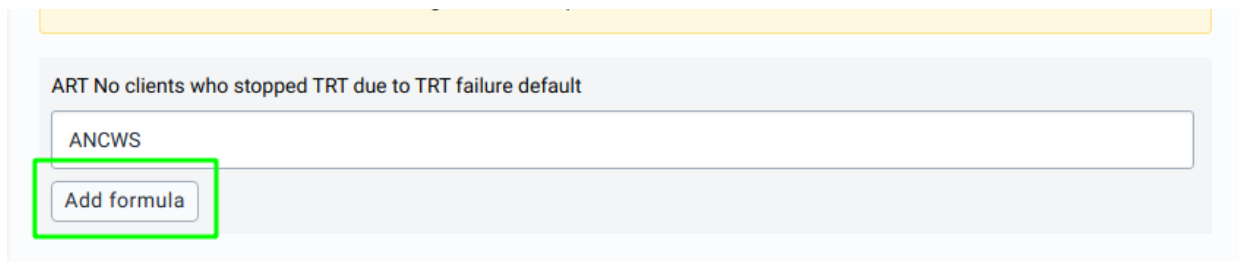 ART No clients who stopped TRT due to TRT failure default
ANCWS
Add formula